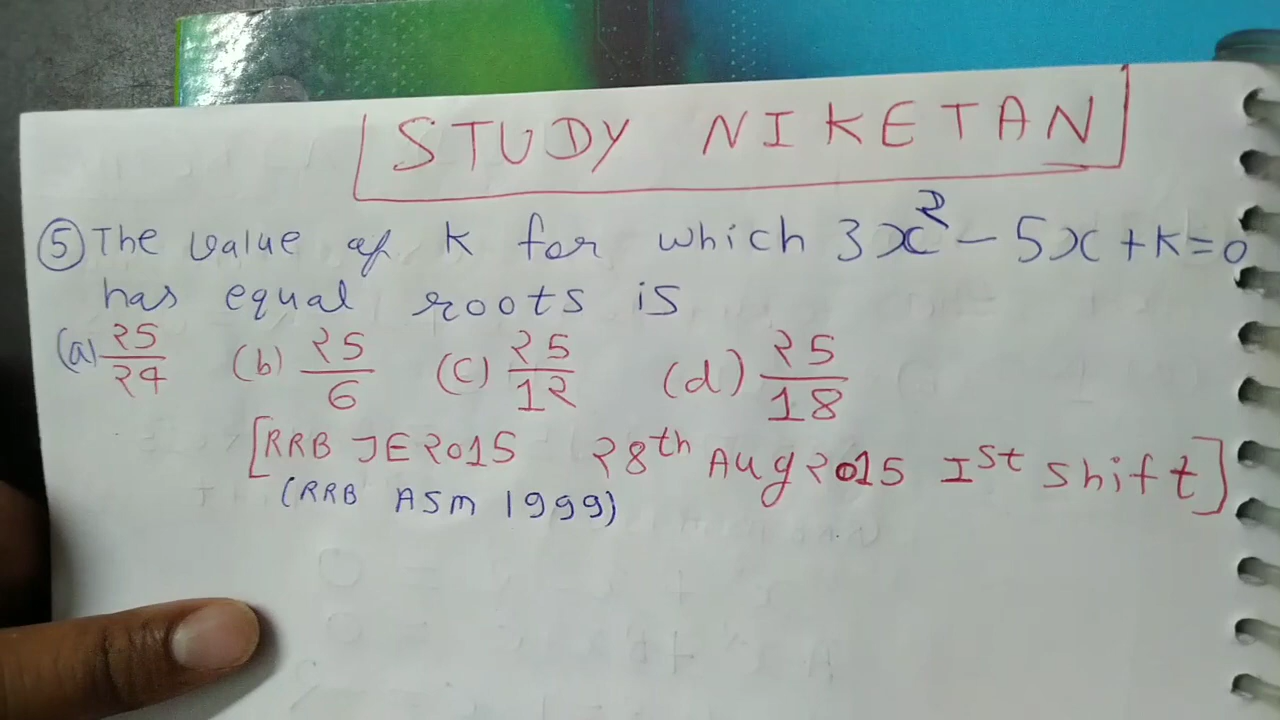 STUDY NIKETAN
⑤ The value of K for which 3x² - 5x + K = 0
has equal roots is
(a) 25/24 (b) 25/6 (c) 25/12 (d) 25/18
[RRB JE 2015 28th Aug 2015 Ist Shift]
(RRB ASM 1999)